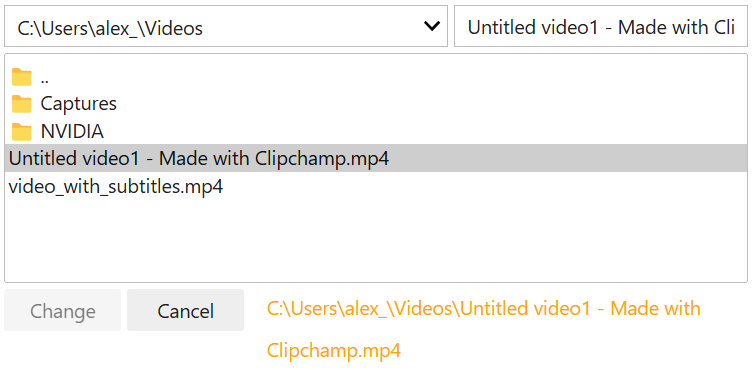 C:\Users\alex_\Videos
Untitled video1 - Made with Cli
..
Captures
NVIDIA
Untitled video1 - Made with Clipchamp.mp4
video_with_subtitles.mp4
Change
Cancel
C:\Users\alex_\Videos\Untitled video1 - Made with
Clipchamp.mp4